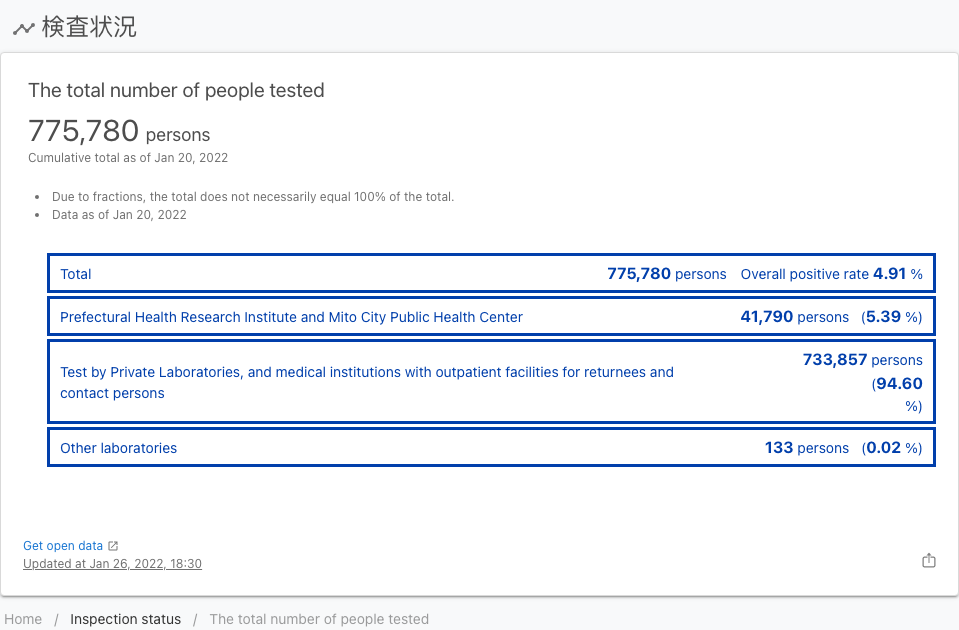 検査状況
The total number of people tested
775,780 persons
Cumulative total as of Jan 20, 2022
• Due to fractions, the total does not necessarily equal 100% of the total.
• Data as of Jan 20, 2022
Total 775,780 persons Overall positive rate 4.91 %
Prefectural Health Research Institute and Mito City Public Health Center 41,790 persons (5.39 %)
Test by Private Laboratories, and medical institutions with outpatient facilities for returnees and
contact persons
733,857 persons
(94.60
%)
Other laboratories 133 persons (0.02 %)
Get open data
Updated at Jan 26, 2022, 18:30
Home / Inspection status / The total number of people tested